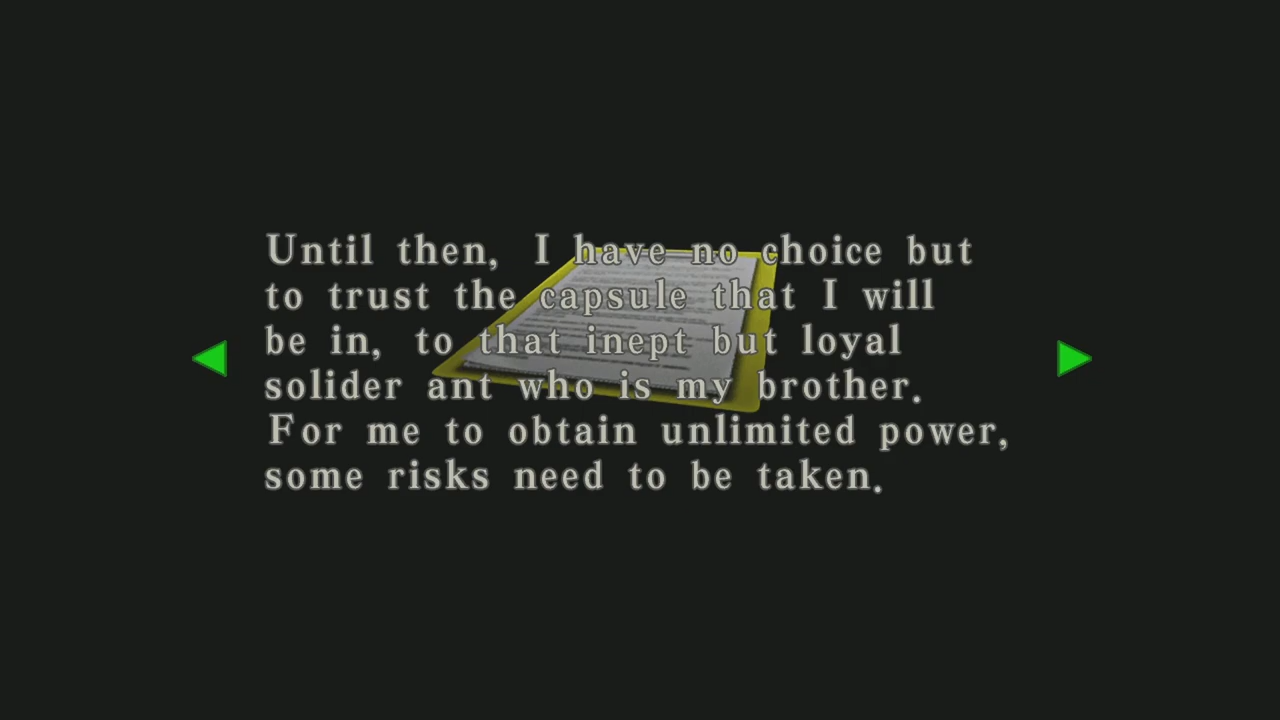 Until then, I have no choice but
to trust the capsule that I will
be in, to that inept but loyal
solider ant who is my brother.
For me to obtain unlimited power,
some risks need to be taken.